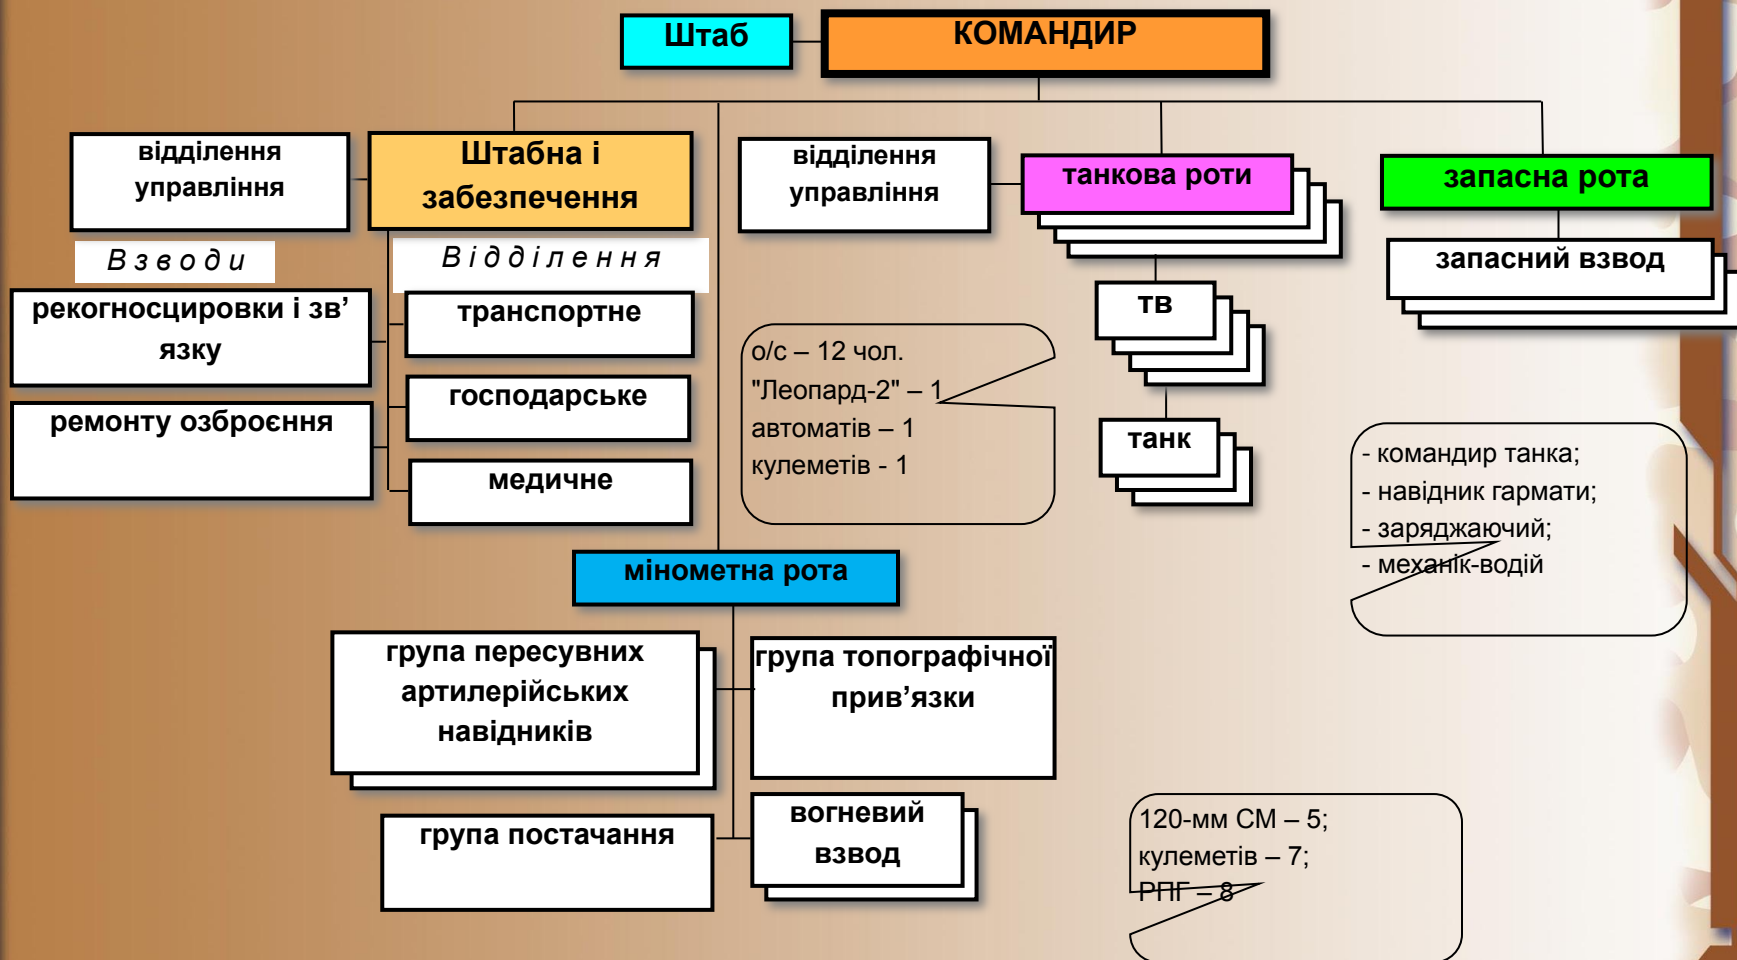 Штаб
КОМАНДИР
відділення
управління
Штабна і
забезпечення
відділення
управління
танкова роти
запасна рота
Взводи
Відділення
запасний взвод
рекогносцировки і зв’
язку
транспортне
тв
о/с – 12 чол.
"Леопард-2" – 1
автоматів – 1
кулеметів - 1
господарське
ремонту озброєння
танк
медичне
- командир танка;
- навідник гармати;
- заряджаючий;
- механік-водій
мінометна рота
група пересувних
артилерійських
навідників
група топографічної
прив’язки
група постачання
вогневий
взвод
120-мм СМ – 5;
кулеметів – 7;
РПГ – 8